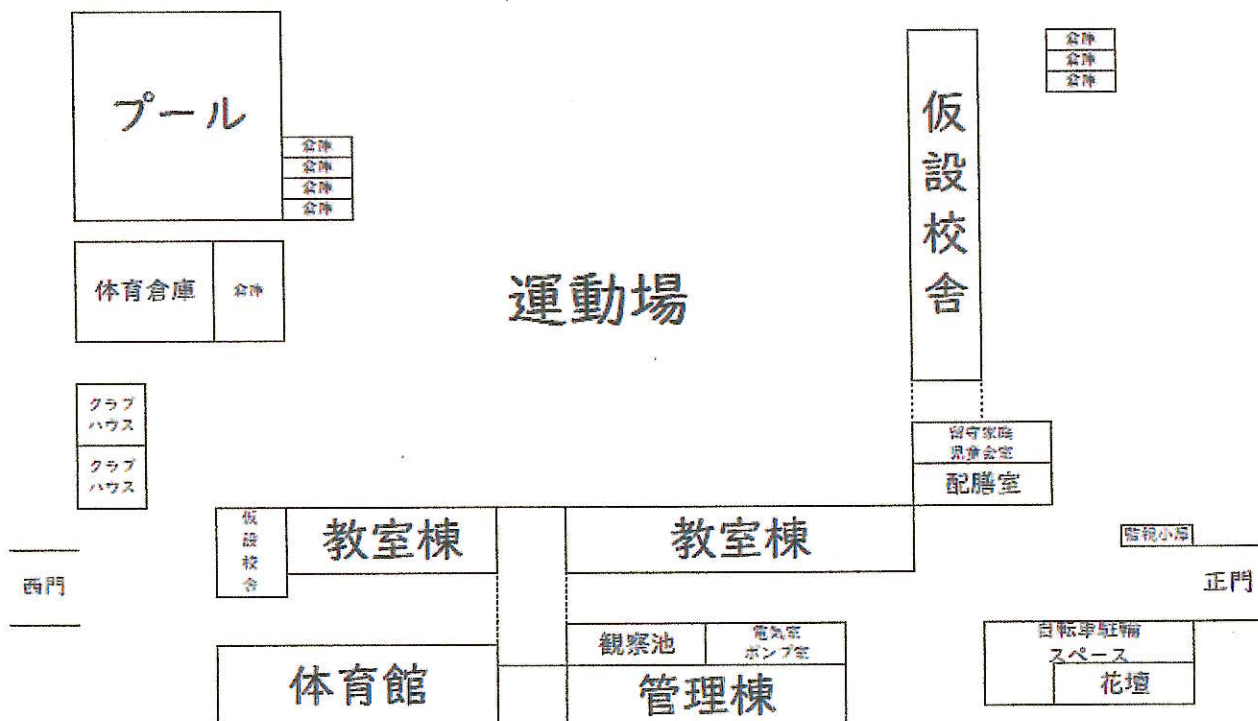 プール
倉庫
倉庫
倉庫
倉庫
体育倉庫
倉庫
クラブ
ハウス
クラブ
ハウス
運動場
仮設校舎
倉庫
倉庫
倉庫
留守家庭
児童会室
配膳室
仮設校舎
教室棟
教室棟
監視小屋
西門
正門
体育館
観察池
電気室
ポンプ室
管理棟
自転車駐輪
スペース
花壇